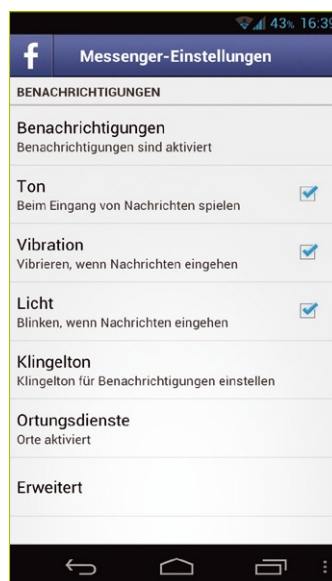 43% 16:39
f Messenger-Einstellungen
BENACHRICHTIGUNGEN
Benachrichtigungen
Benachrichtigungen sind aktiviert
Ton
Beim Eingang von Nachrichten spielen
Vibration
Vibrieren, wenn Nachrichten eingehen
Licht
Blinken, wenn Nachrichten eingehen
Klingelton
Klingelton für Benachrichtigungen einstellen
Ortungsdienste
Orte aktiviert
Erweitert